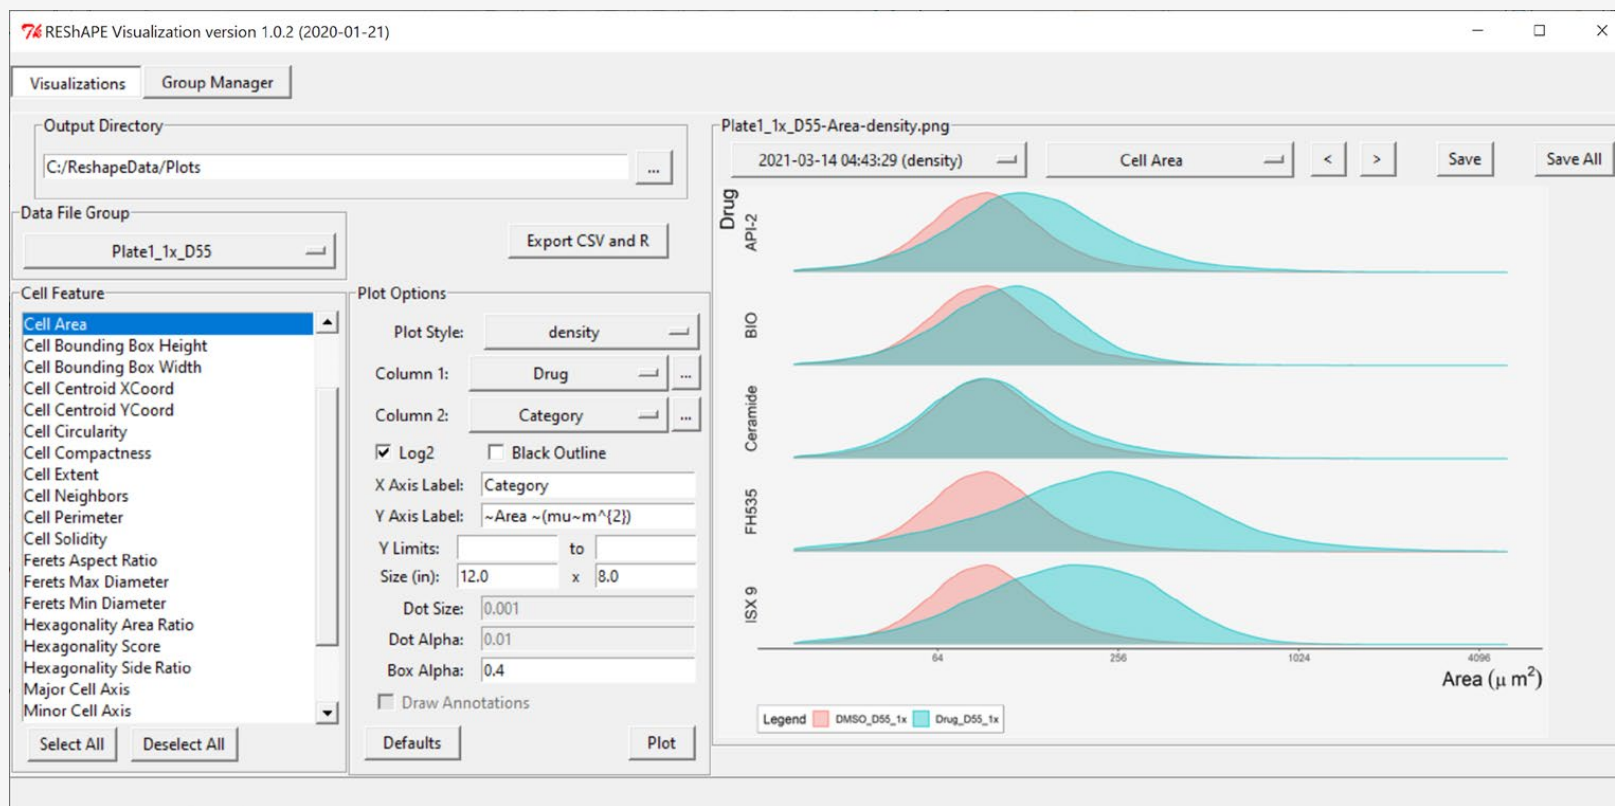 REShAPE Visualization version 1.0.2 (2020-01-21)
Visualizations
Group Manager
Output Directory
C:/ReshapeData/Plots
...
Data File Group
Plate1_1x_D55
Export CSV and R
Cell Feature
Cell Area
Cell Bounding Box Height
Cell Bounding Box Width
Cell Centroid XCoord
Cell Centroid YCoord
Cell Circularity
Cell Compactness
Cell Extent
Cell Neighbors
Cell Perimeter
Cell Solidity
Ferets Aspect Ratio
Ferets Max Diameter
Ferets Min Diameter
Hexagonality Area Ratio
Hexagonality Score
Hexagonality Side Ratio
Major Cell Axis
Minor Cell Axis
Select All
Deselect All
Plot Options
Plot Style: density
Column 1: Drug ...
Column 2: Category ...
Log2 Black Outline
X Axis Label: Category
Y Axis Label: ~Area ~(mu~m^{2})
Y Limits: to
Size (in): 12.0 x 8.0
Dot Size: 0.001
Dot Alpha: 0.01
Box Alpha: 0.4
Draw Annotations
Defaults
Plot
Plate1_1x_D55-Area-density.png
2021-03-14 04:43:29 (density)
Cell Area
<
>
Save
Save All
Drug
API-2
BIO
Ceramide
FH535
ISX 9
64 256 1024 4096
Area (μ m²)
Legend DMSO_D55_1x Drug_D55_1x